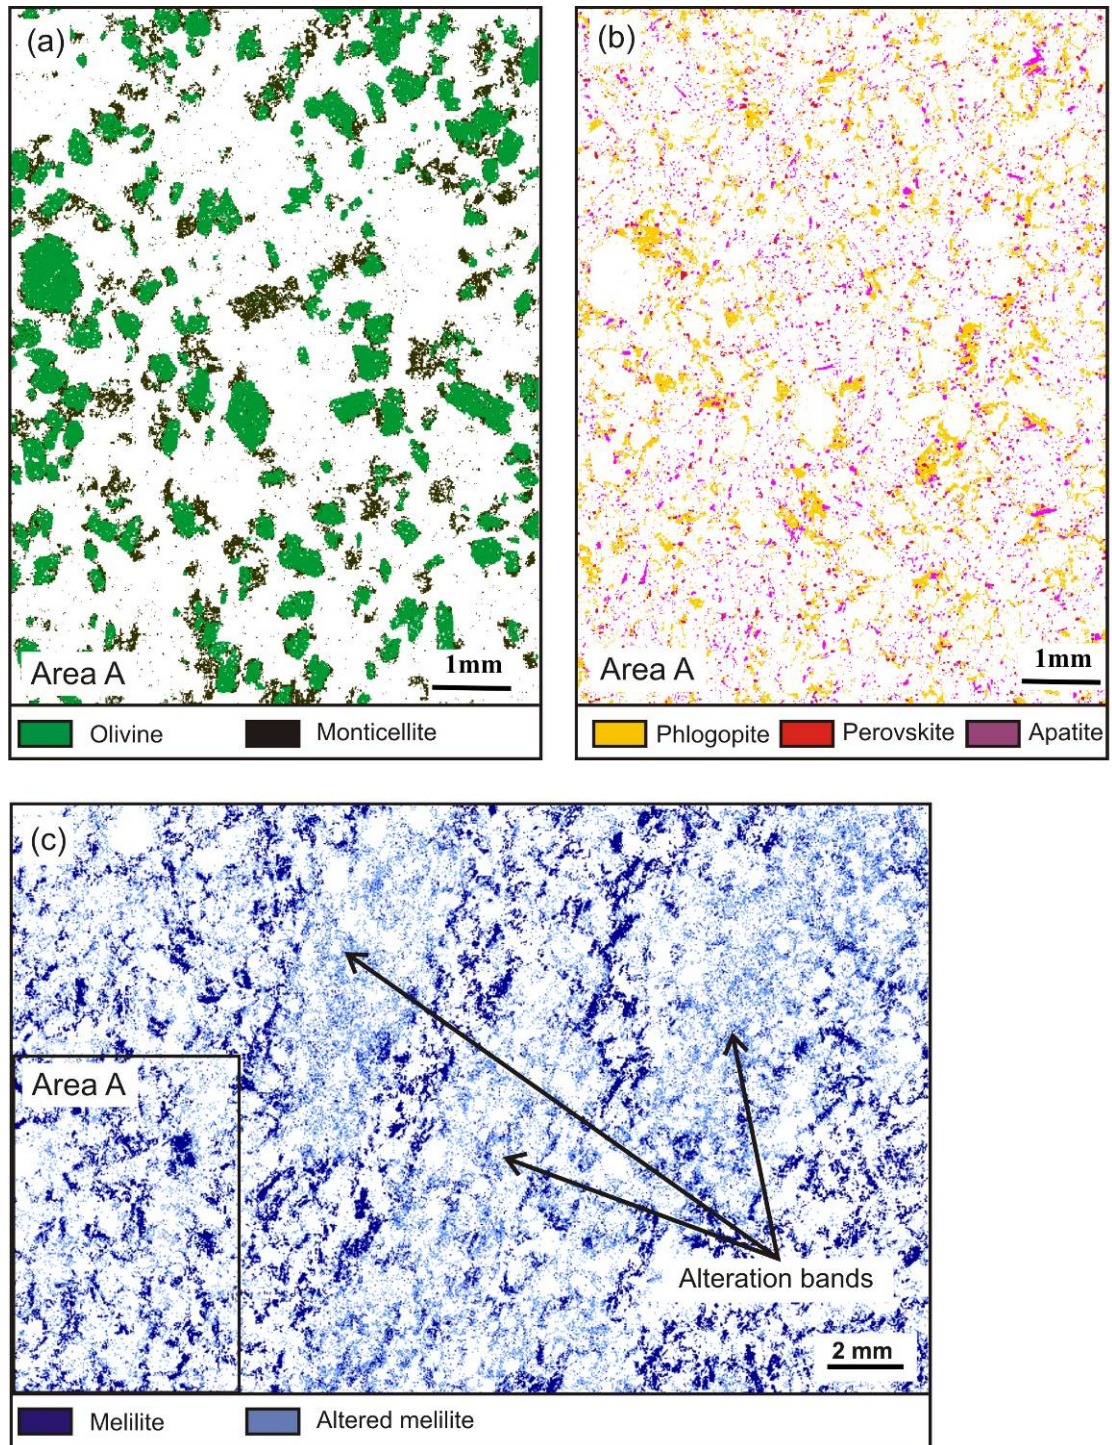 (a)
Area A
1mm
Olivine
Monticellite
(b)
Area A
1mm
Phlogopite
Perovskite
Apatite
(c)
Area A
Alteration bands
2 mm
Melilite
Altered melilite